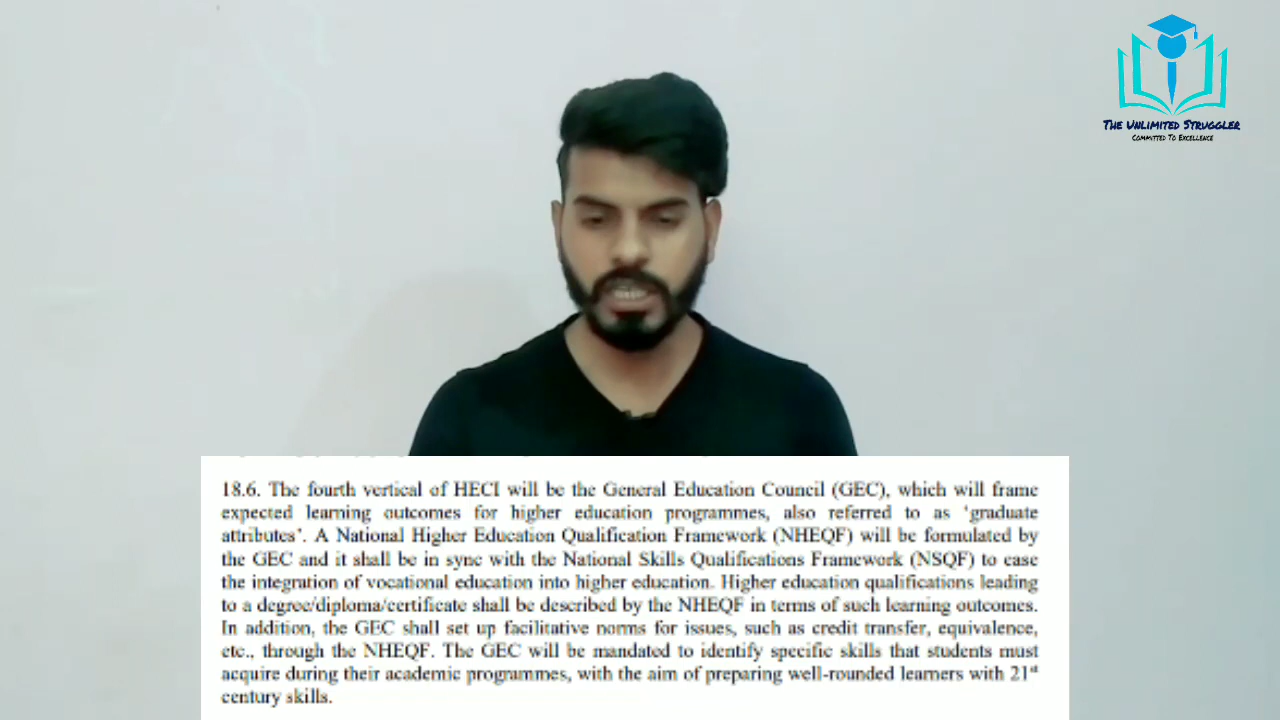 THE UNLIMITED STRUGGLER
COMMITTED TO EXCELLENCE
18.6. The fourth vertical of HECI will be the General Education Council (GEC), which will frame
expected learning outcomes for higher education programmes, also referred to as ‘graduate
attributes’. A National Higher Education Qualification Framework (NHEQF) will be formulated by
the GEC and it shall be in sync with the National Skills Qualifications Framework (NSQF) to ease
the integration of vocational education into higher education. Higher education qualifications leading
to a degree/diploma/certificate shall be described by the NHEQF in terms of such learning outcomes.
In addition, the GEC shall set up facilitative norms for issues, such as credit transfer, equivalence,
etc., through the NHEQF. The GEC will be mandated to identify specific skills that students must
acquire during their academic programmes, with the aim of preparing well-rounded learners with 21st
century skills.